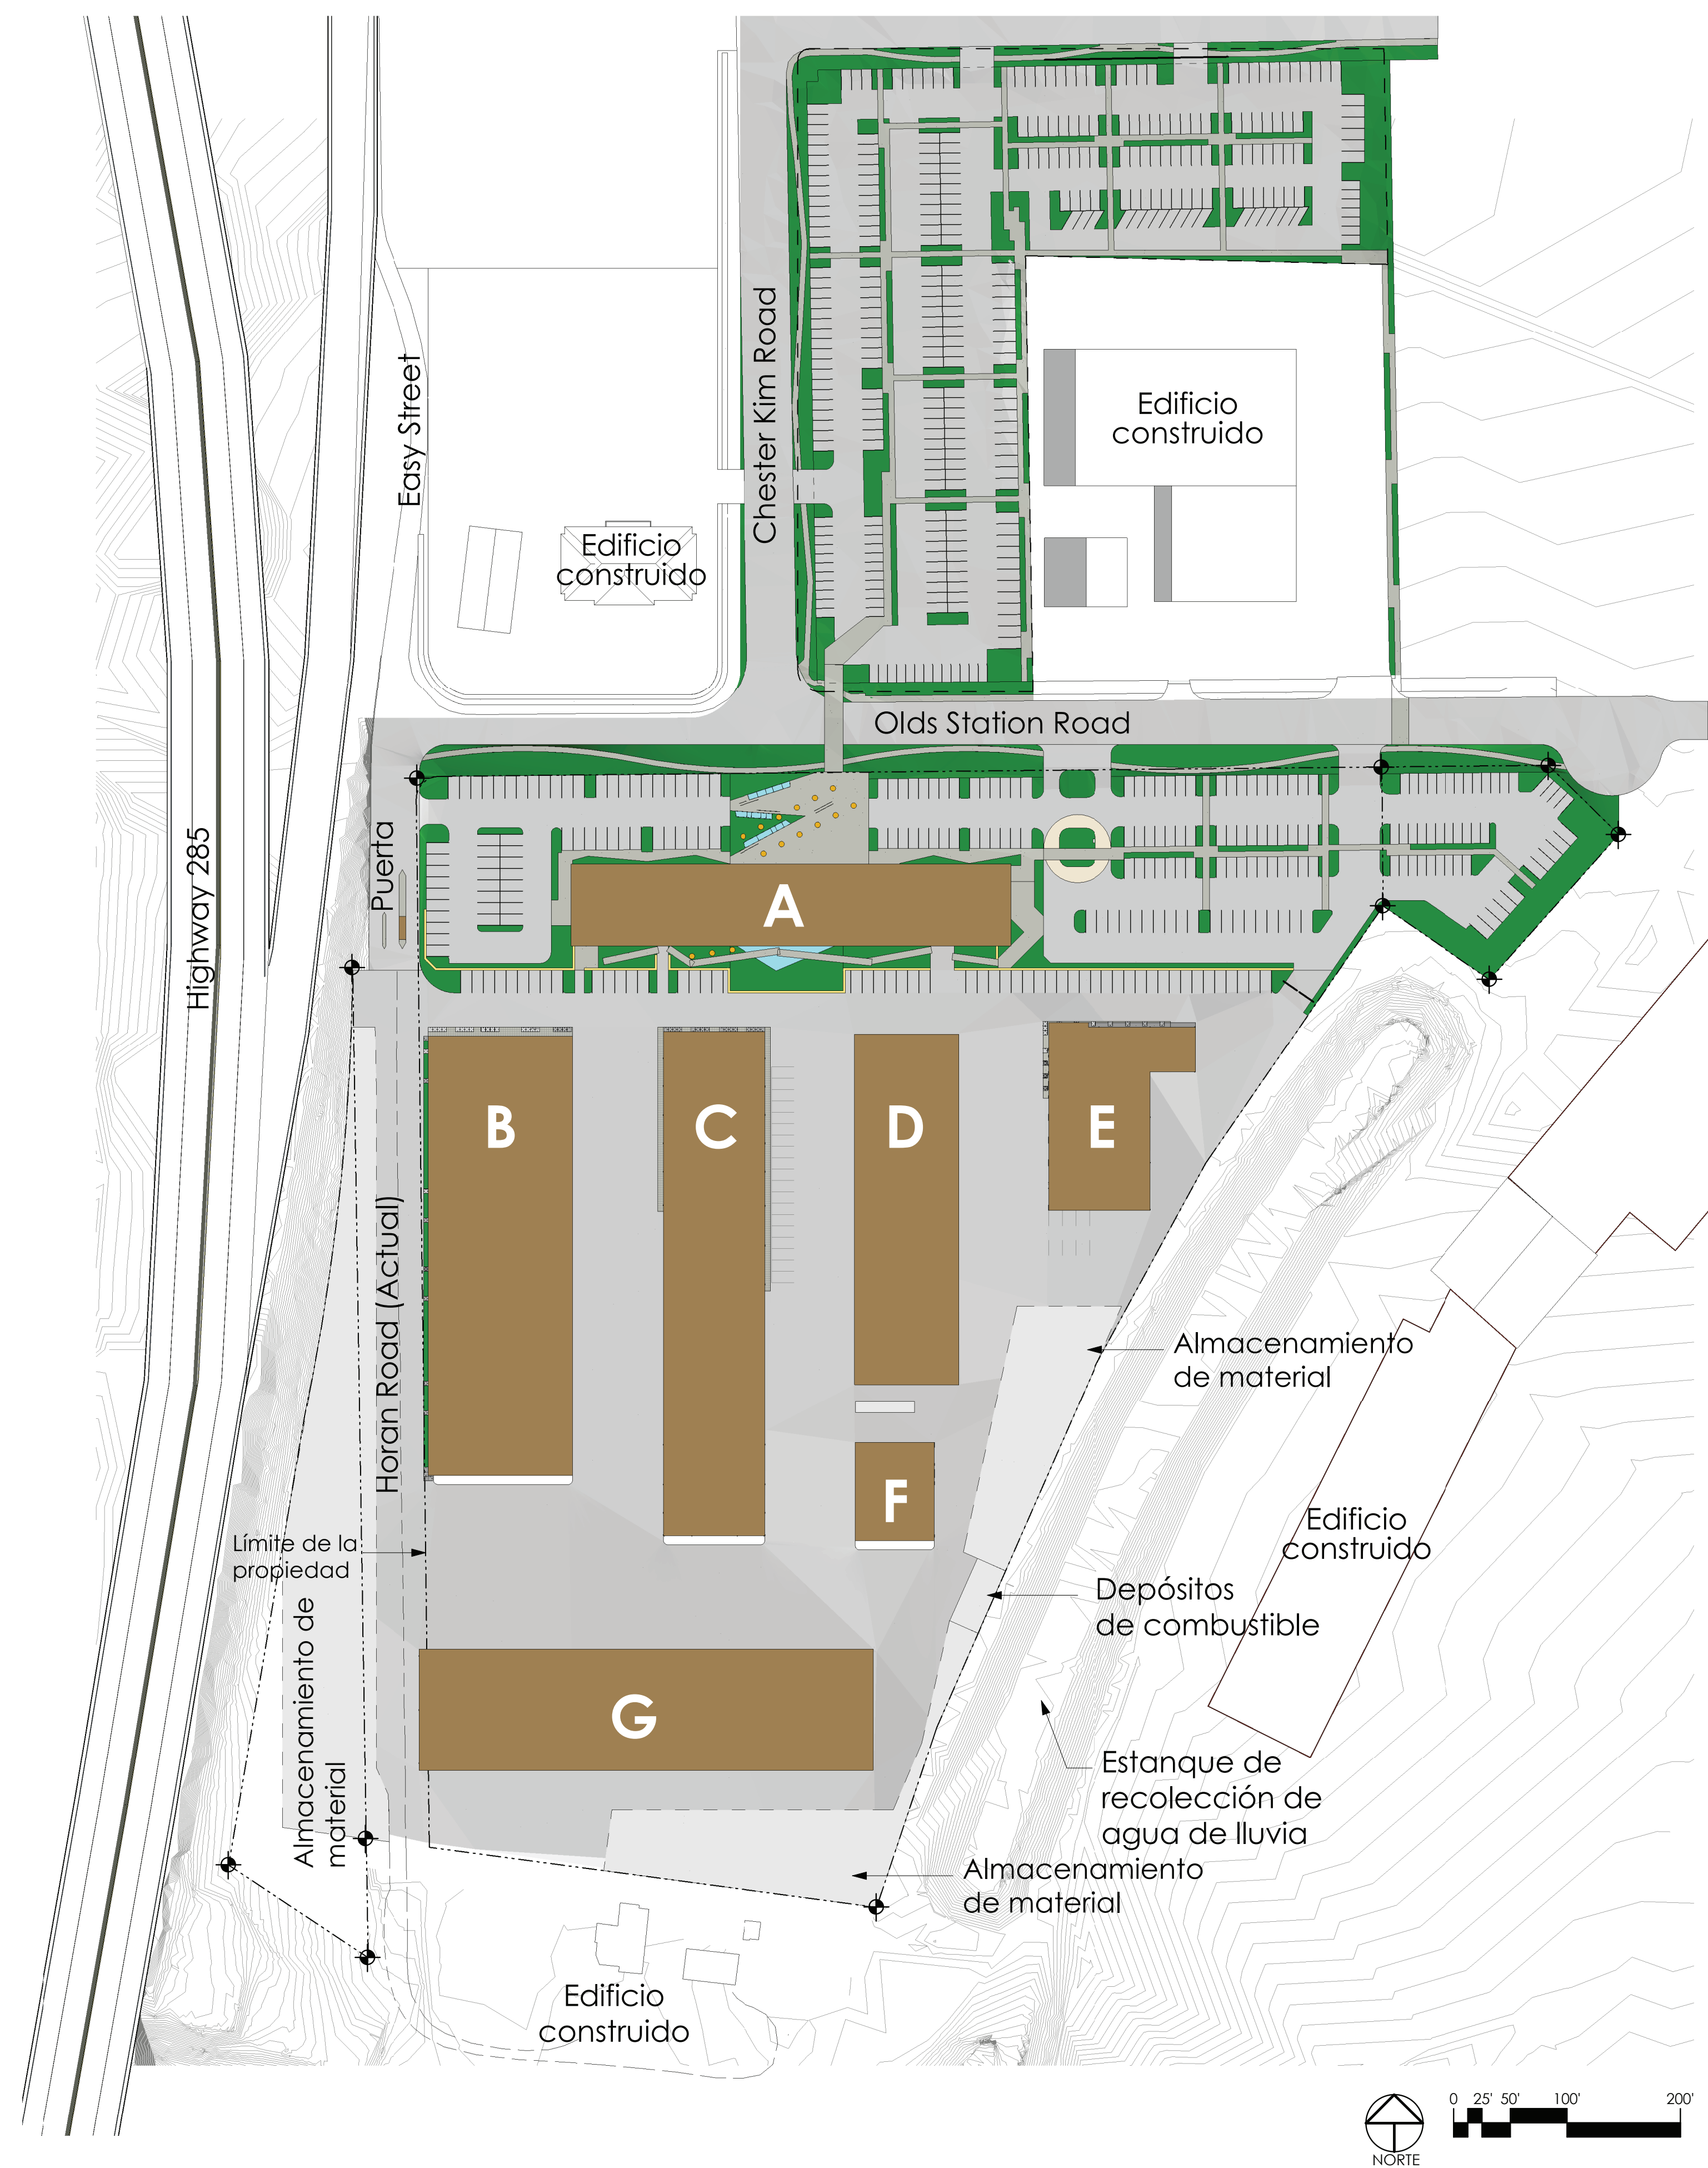 Chester Kim Road
Easy Street
Edificio
construido
Edificio
construido
Olds Station Road
Highway 285
Puerta
A
B
C
D
E
Horan Road (Actual)
Almacenamiento
de material
F
Edificio
construido
Límite de la
propiedad
Depósitos
de combustible
Almacenamiento de
material
G
Estanque de
recolección de
agua de lluvia
Almacenamiento
de material
Edificio
construido
0 25' 50' 100' 200'
NORTE